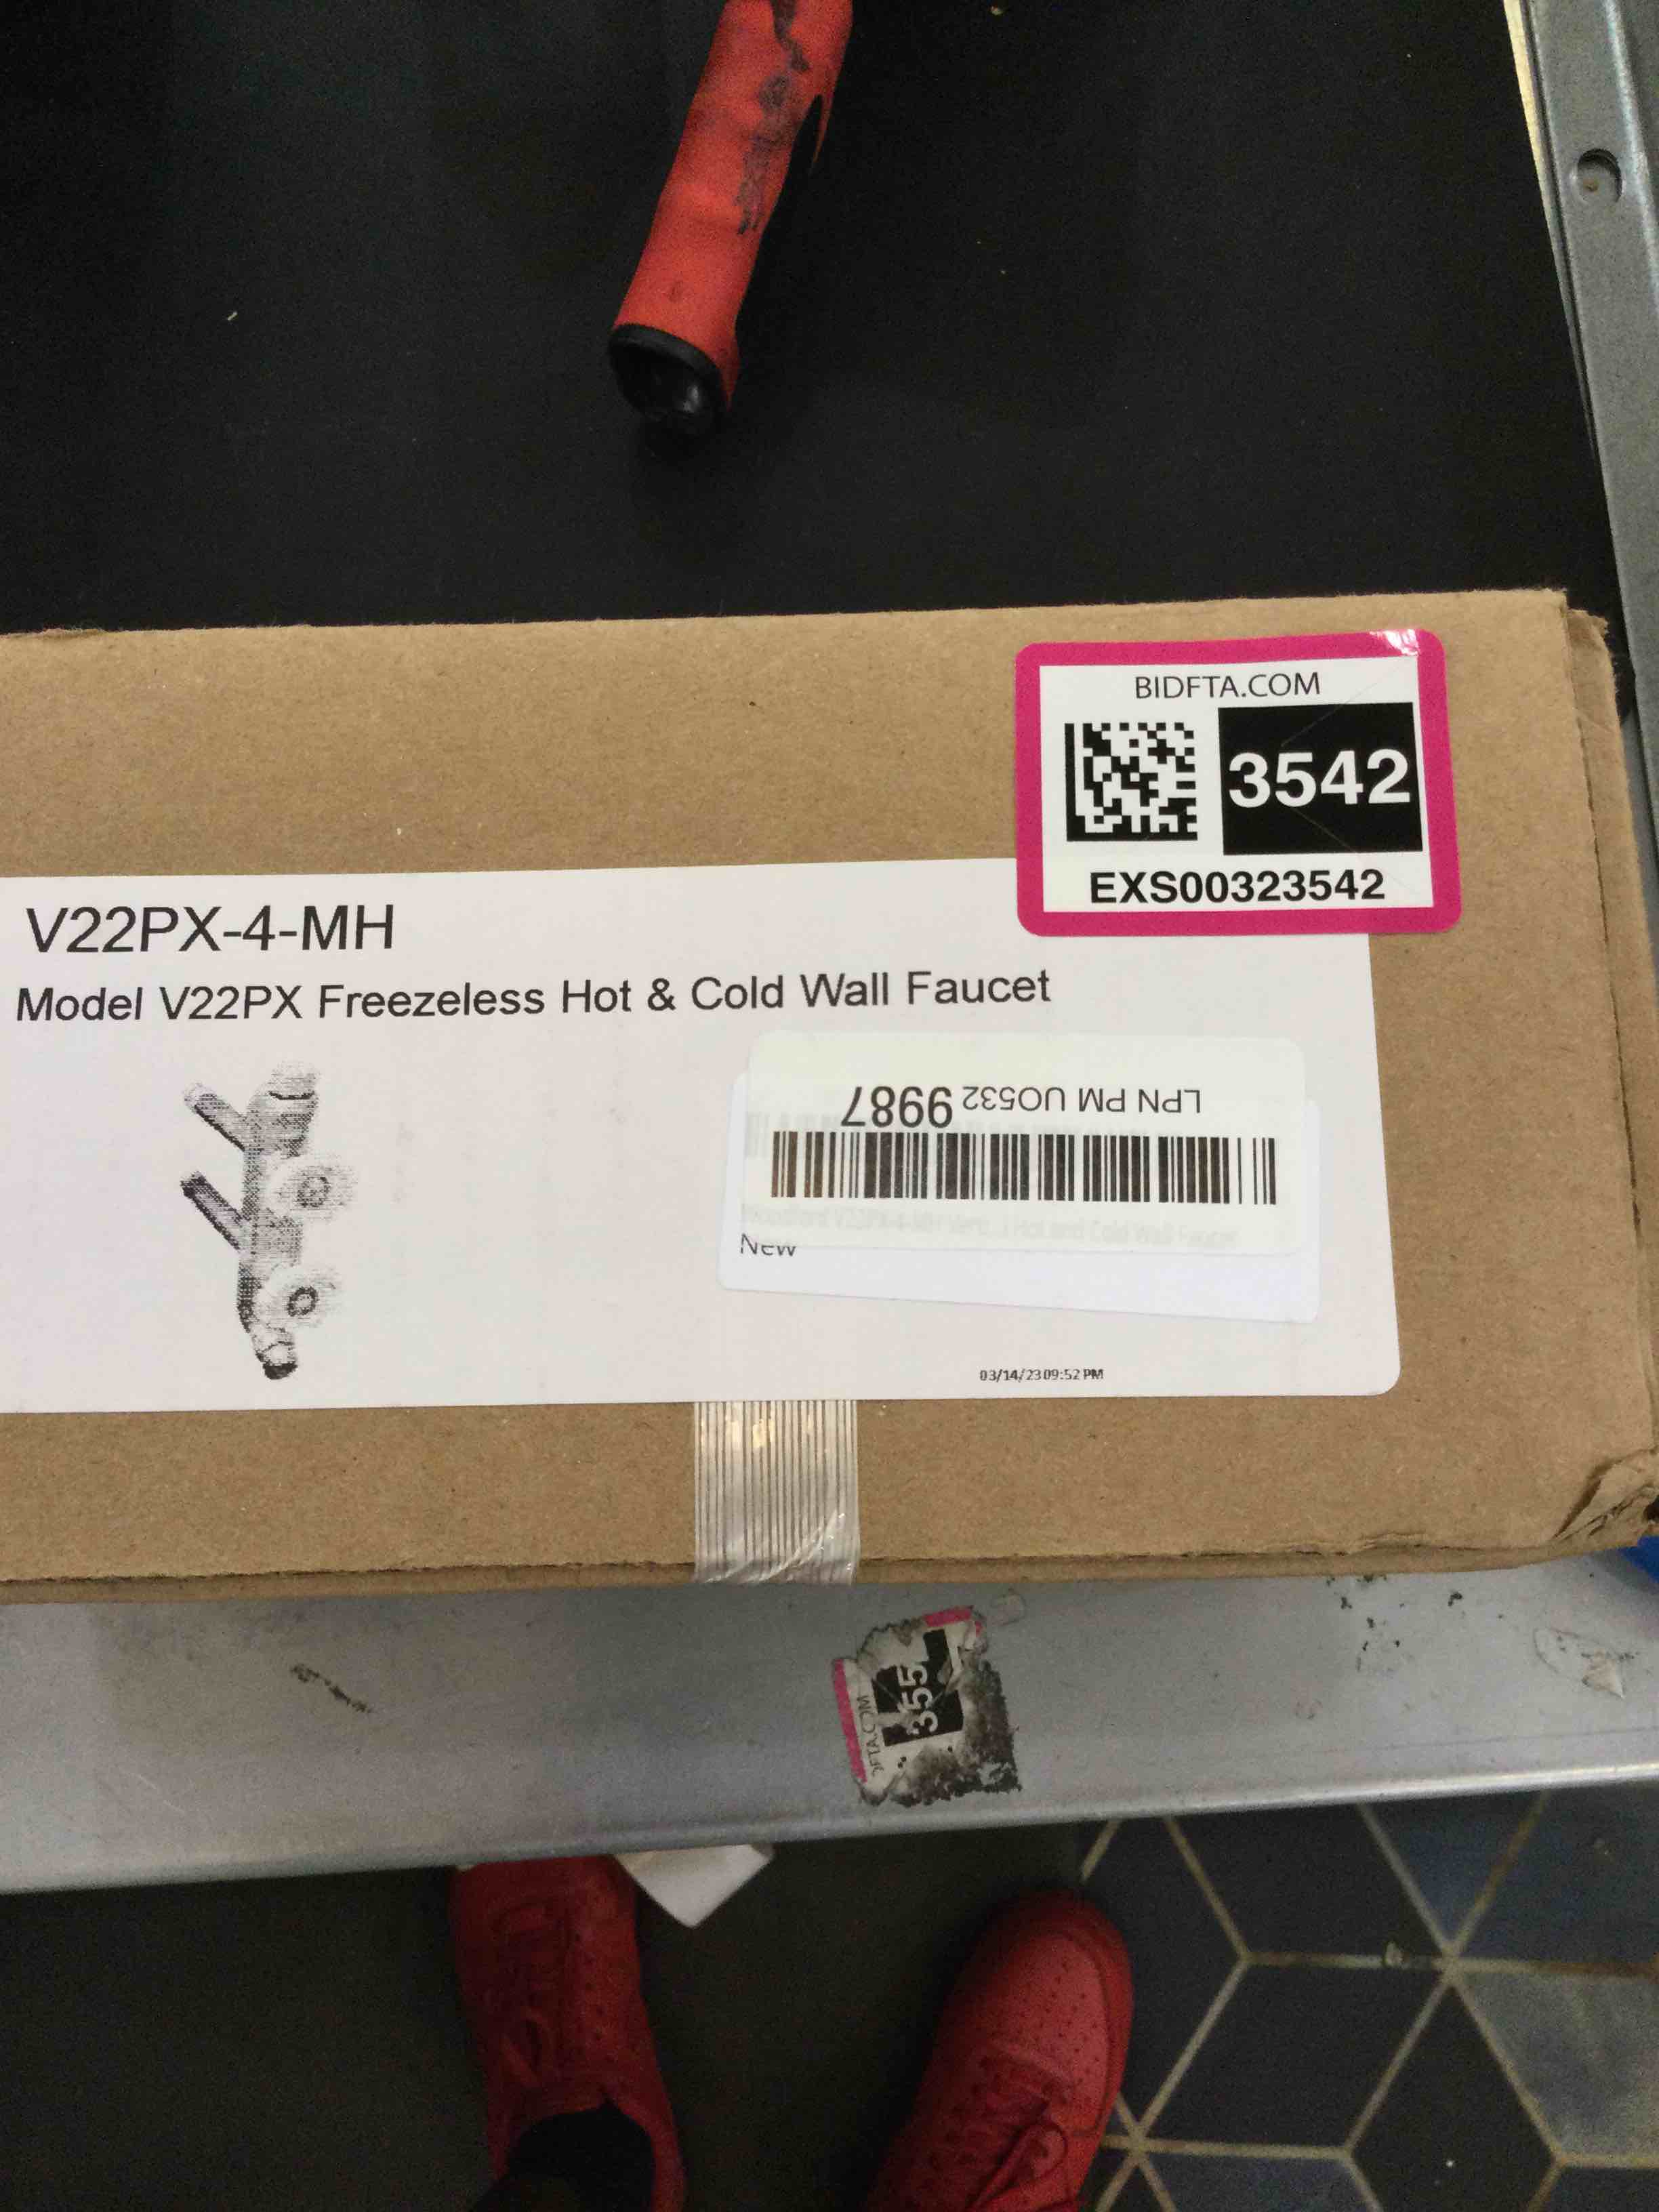 BIDFTA.COM
3542
EXS00323542
V22PX-4-MH
Model V22PX Freezeless Hot & Cold Wall Faucet
LPN PM UO532 9987
New
03/14/23 09:52 PM
355